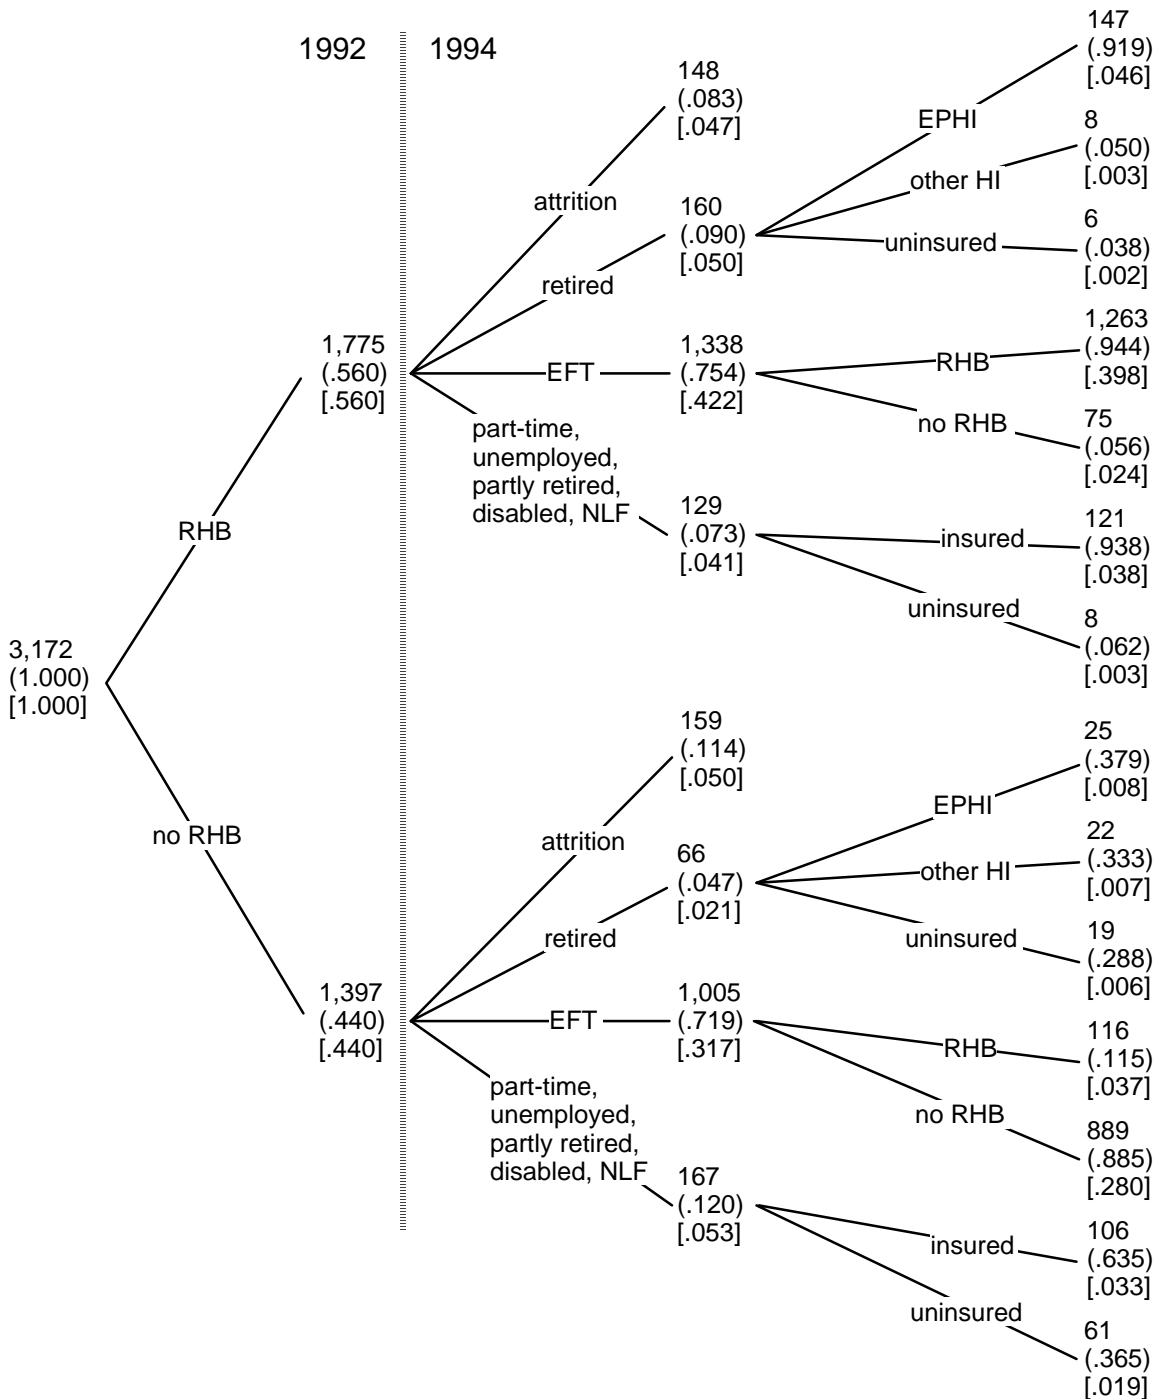 1992
1994
3,172
(1.000)
[1.000]
RHB
1,775
(.560)
[.560]
attrition
148
(.083)
[.047]
retired
160
(.090)
[.050]
EPHI
147
(.919)
[.046]
other HI
8
(.050)
[.003]
uninsured
6
(.038)
[.002]
EFT
1,338
(.754)
[.422]
RHB
1,263
(.944)
[.398]
no RHB
75
(.056)
[.024]
part-time,
unemployed,
partly retired,
disabled, NLF
129
(.073)
[.041]
insured
121
(.938)
[.038]
uninsured
8
(.062)
[.003]
no RHB
1,397
(.440)
[.440]
attrition
159
(.114)
[.050]
retired
66
(.047)
[.021]
EPHI
25
(.379)
[.008]
other HI
22
(.333)
[.007]
uninsured
19
(.288)
[.006]
EFT
1,005
(.719)
[.317]
RHB
116
(.115)
[.037]
no RHB
889
(.885)
[.280]
part-time,
unemployed,
partly retired,
disabled, NLF
167
(.120)
[.053]
insured
106
(.635)
[.033]
uninsured
61
(.365)
[.019]